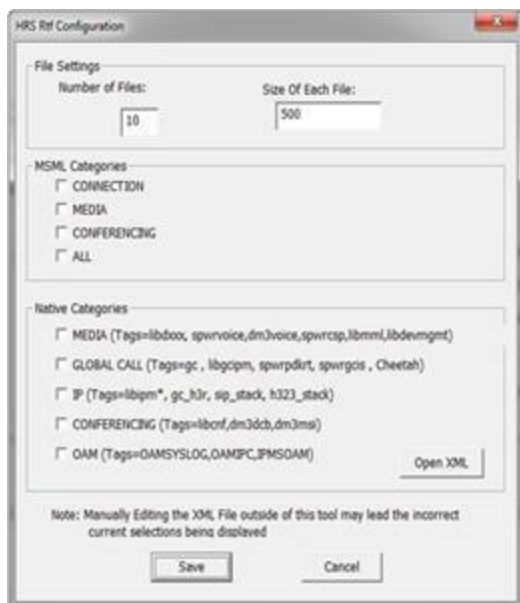 HRS Rtf Configuration
File Settings
Number of Files:
Size Of Each File:
10
500
MSML Categories
CONNECTION
MEDIA
CONFERENCING
ALL
Native Categories
MEDIA (Tags=libdxxx, spwrvoice,dm3voice,spwrcsp,libmml,libdevmgmt)
GLOBAL CALL (Tags=gc , libgcipm, spwrpdkrt, spwrgcis , Cheetah)
IP (Tags=libipm*, gc_h3r, sip_stack, h323_stack)
CONFERENCING (Tags=libcnf,dm3dcb,dm3msi)
OAM (Tags=OAMSYSLOG,OAMIPC,IPMSOAM)
Open XML
Note: Manually Editing the XML File outside of this tool may lead the incorrect
current selections being displayed
Save
Cancel